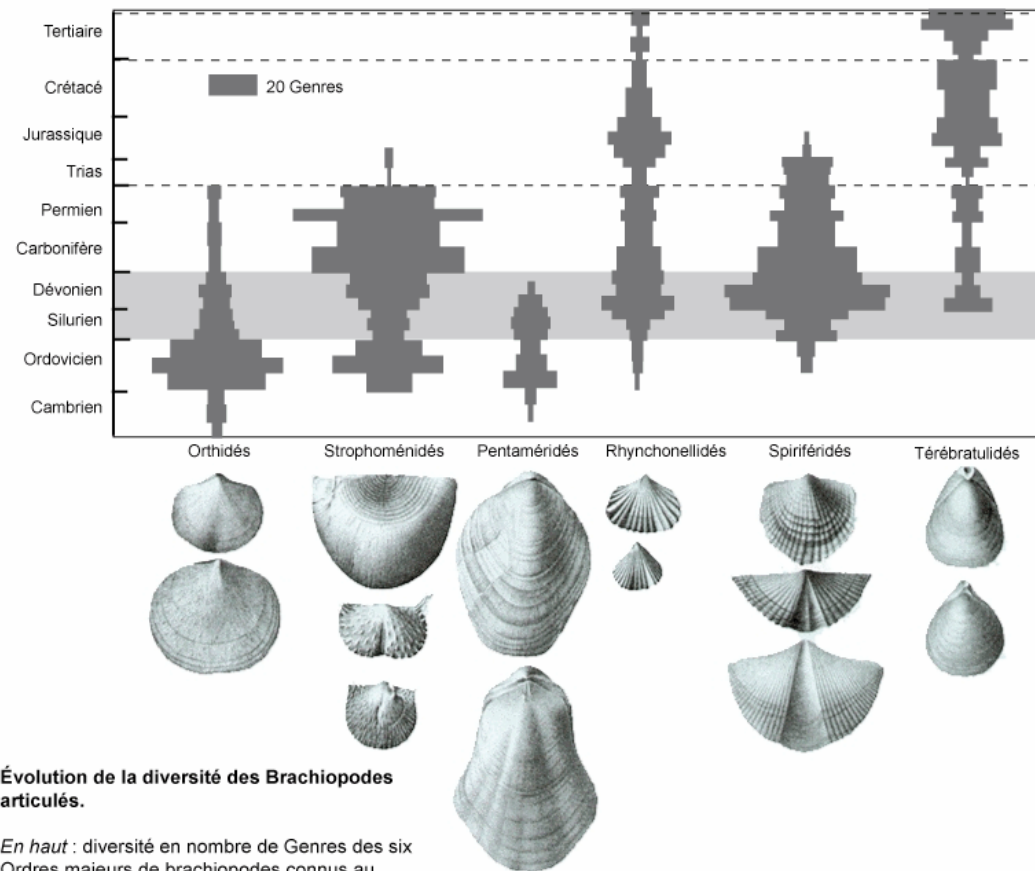 Tertiaire
Crétacé
20 Genres
Jurassique
Trias
Permien
Carbonifère
Dévonien
Silurien
Ordovicien
Cambrien
Orthidés Strophoménidés Pentaméridés Rhynchonellidés Spiriféridés Térébratulidés
Évolution de la diversité des Brachiopodes
articulés.
En haut : diversité en nombre de Genres des six
Ordres majeurs de brachiopodes connus au